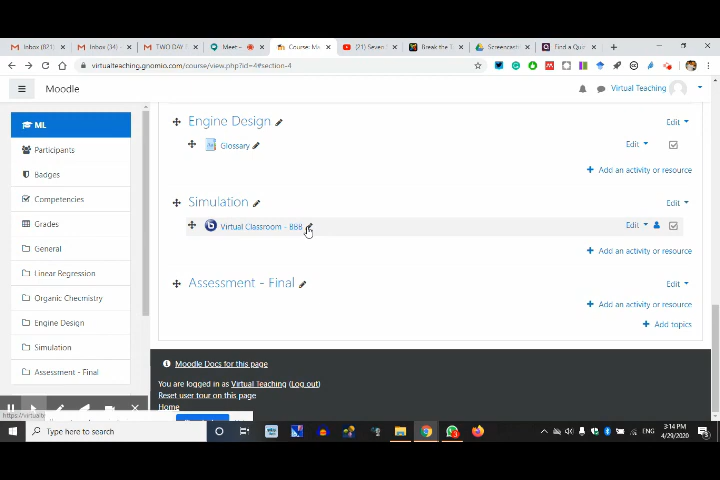 Inbox (821)
Inbox (34) -
TWO DAY
Meet -
Course: M
(21) Seven
Break the
Screencast
Find a Quiz
virtualteaching.gnomio.com/course/view.php?id=4#section-4
Moodle
Virtual Teaching
ML
Participants
Badges
Competencies
Grades
General
Linear Regression
Organic Checmistry
Engine Design
Simulation
Assessment - Final
Engine Design
Edit
Glossary
Edit
Add an activity or resource
Simulation
Edit
Virtual Classroom - BBB
Edit
Add an activity or resource
Assessment - Final
Edit
Add an activity or resource
Add topics
Moodle Docs for this page
You are logged in as Virtual Teaching (Log out)
Reset user tour on this page
Home
https://virtualte
Type here to search
ENG
3:14 PM
4/29/2020